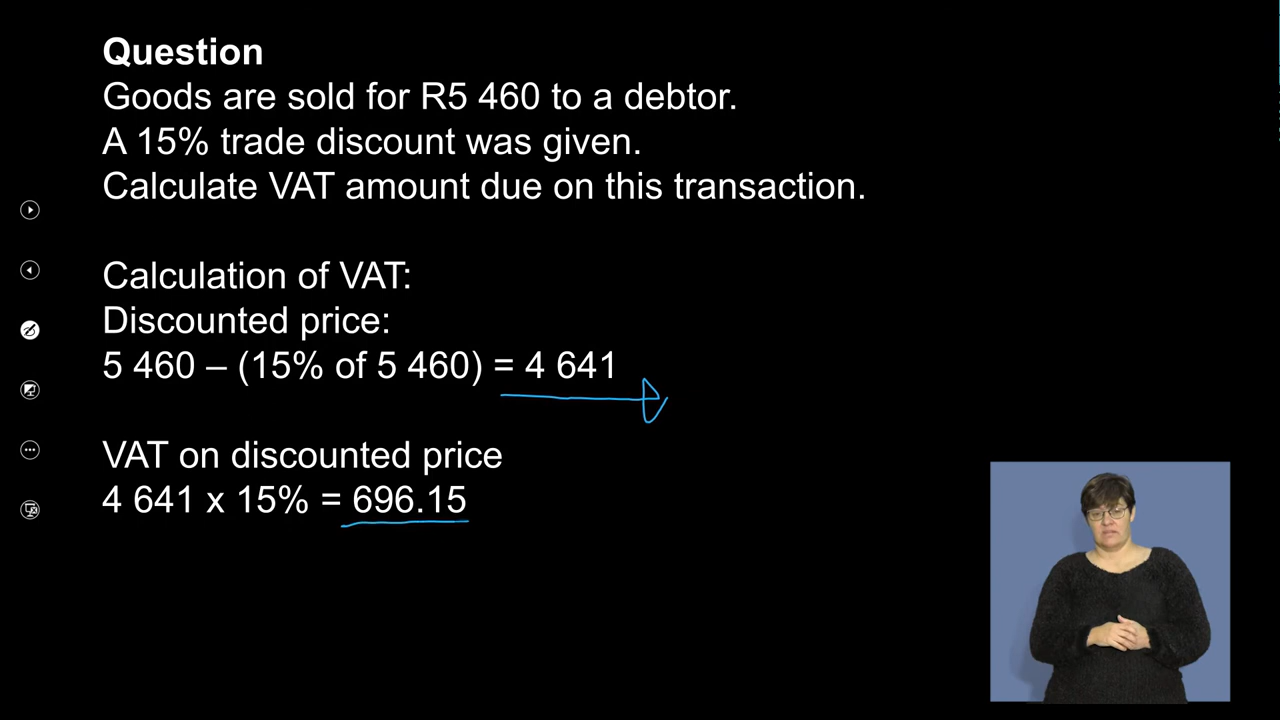 Question
Goods are sold for R5 460 to a debtor.
A 15% trade discount was given.
Calculate VAT amount due on this transaction.
Calculation of VAT:
Discounted price:
5 460 – (15% of 5 460) = 4 641
VAT on discounted price
4 641 x 15% = 696.15